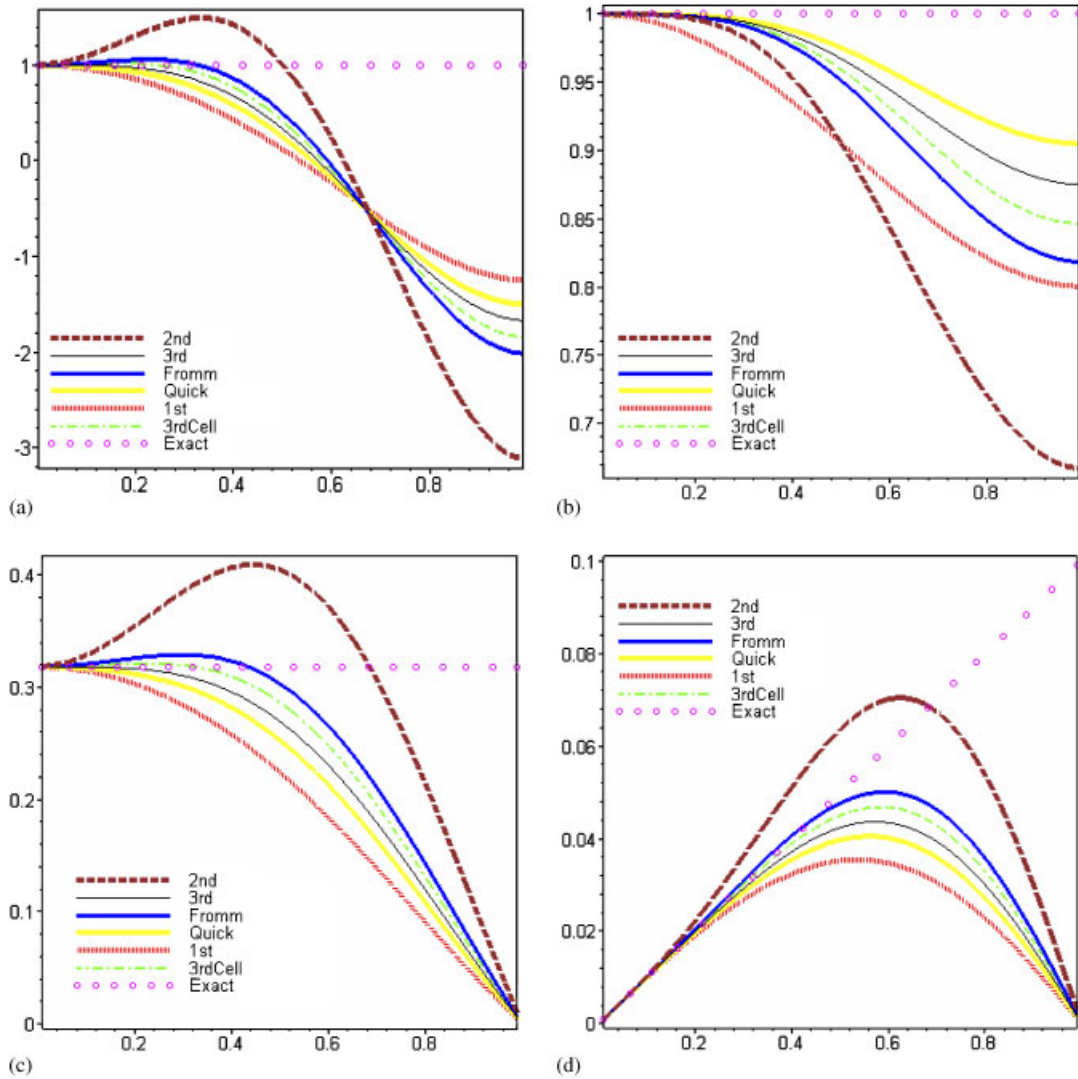 1
0
-1
-2
-3
2nd
3rd
Fromm
Quick
1st
3rdCell
Exact
0.2 0.4 0.6 0.8
(a)
1
0.95
0.9
0.85
0.8
0.75
0.7
2nd
3rd
Fromm
Quick
1st
3rdCell
Exact
0.2 0.4 0.6 0.8
(b)
0.4
0.3
0.2
0.1
0
2nd
3rd
Fromm
Quick
1st
3rdCell
Exact
0.2 0.4 0.6 0.8
(c)
0.1
0.08
0.06
0.04
0.02
0
2nd
3rd
Fromm
Quick
1st
3rdCell
Exact
0.2 0.4 0.6 0.8
(d)